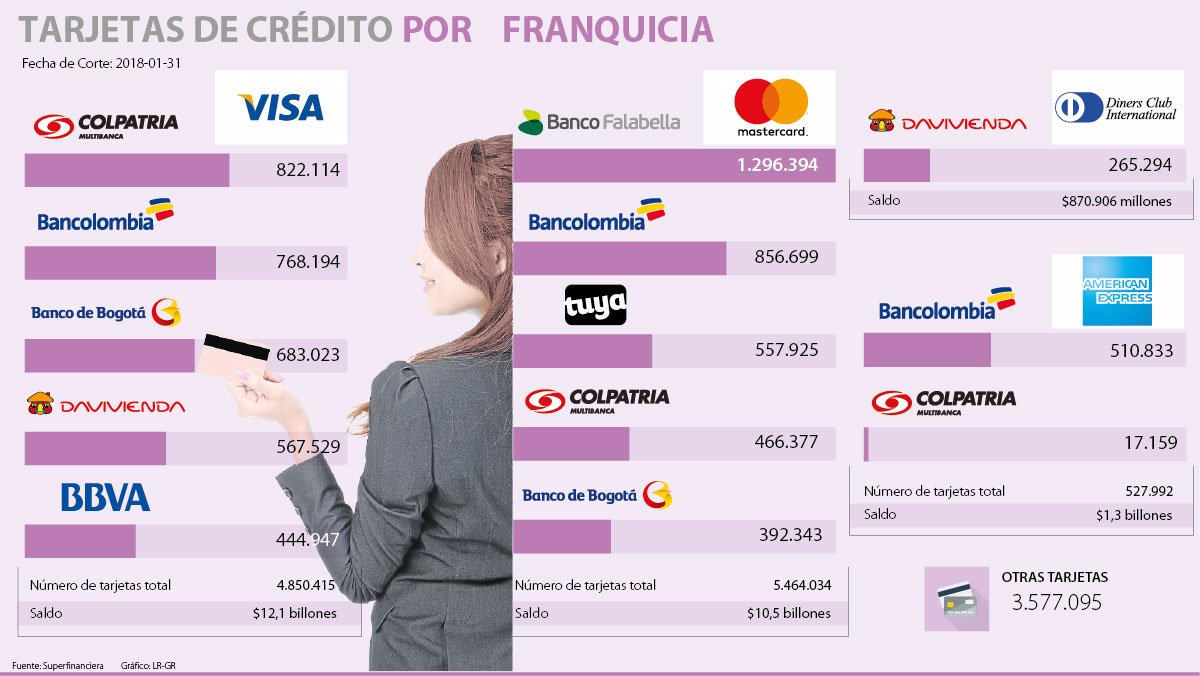 TARJETAS DE CRÉDITO POR FRANQUICIA
Fecha de Corte: 2018-01-31
VISA
COLPATRIA
MULTIBANCA
822.114
Bancolombia
768.194
Banco de Bogotá
683.023
DAVIVIENDA
567.529
BBVA
444.947
Número de tarjetas total 4.850.415
Saldo $12,1 billones
mastercard.
Banco Falabella
1.296.394
Bancolombia
856.699
tuya
557.925
COLPATRIA
MULTIBANCA
466.377
Banco de Bogotá
392.343
Número de tarjetas total 5.464.034
Saldo $10,5 billones
Diners Club
International
DAVIVIENDA
265.294
Saldo $870.906 millones
AMERICAN
EXPRESS
Bancolombia
510.833
COLPATRIA
MULTIBANCA
17.159
Número de tarjetas total 527.992
Saldo $1,3 billones
OTRAS TARJETAS
3.577.095
Fuente: Superfinanciera Gráfico: LR-GR